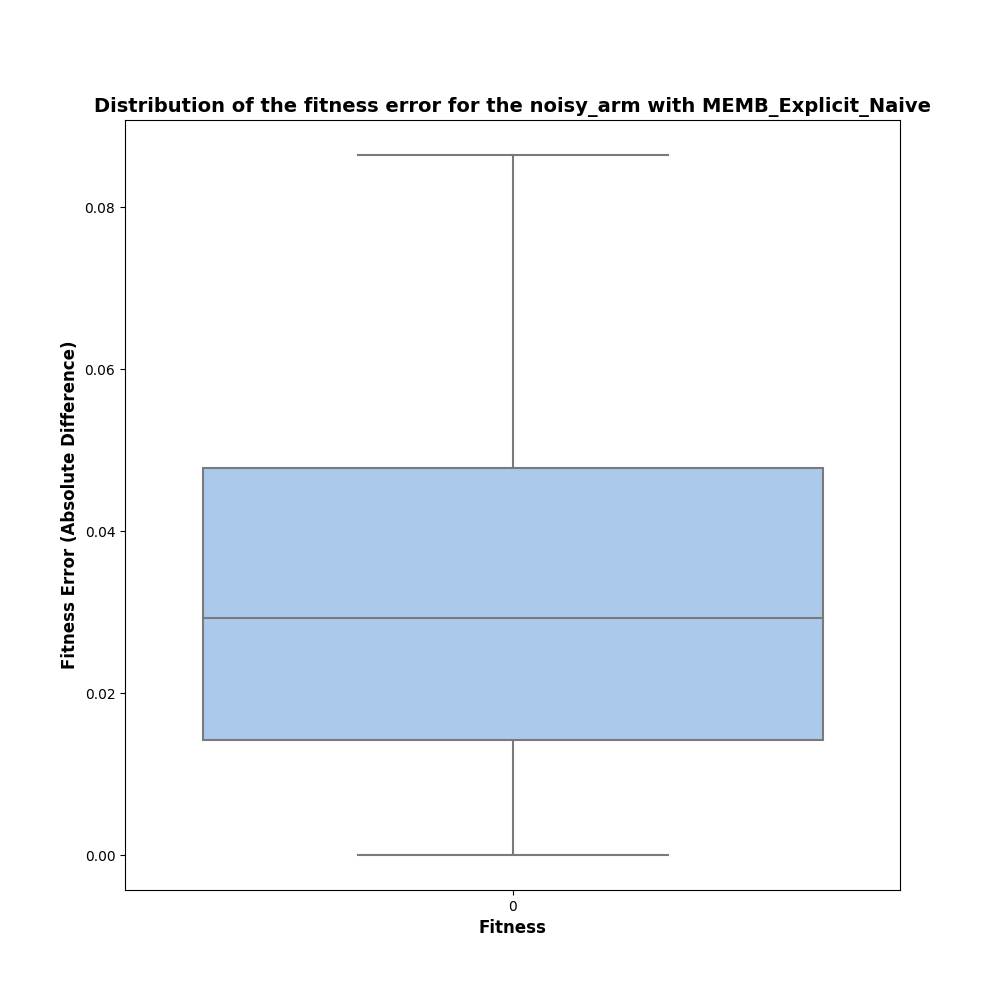 Distribution of the fitness error for the noisy_arm with MEMB_Explicit_Naive
0.08
0.06
0.04
0.02
0.00
Fitness Error (Absolute Difference)
0
Fitness